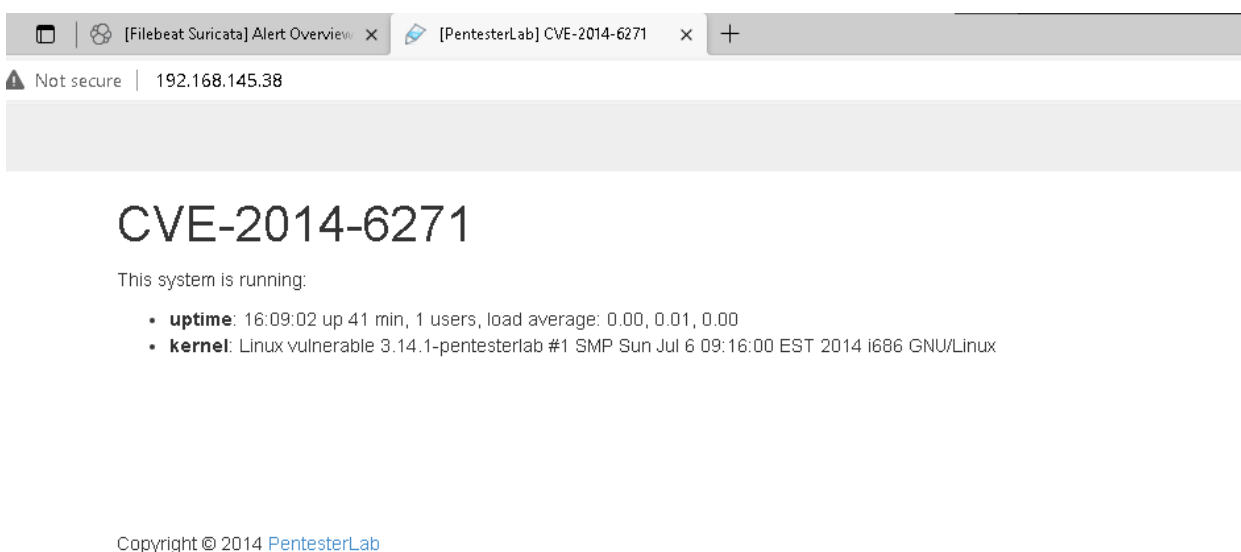 [Filebeat Suricata] Alert Overview
[PentesterLab] CVE-2014-6271
Not secure
192.168.145.38
CVE-2014-6271
This system is running:
• uptime: 16:09:02 up 41 min, 1 users, load average: 0.00, 0.01, 0.00
• kernel: Linux vulnerable 3.14.1-pentesterlab #1 SMP Sun Jul 6 09:16:00 EST 2014 i686 GNU/Linux
Copyright © 2014 PentesterLab